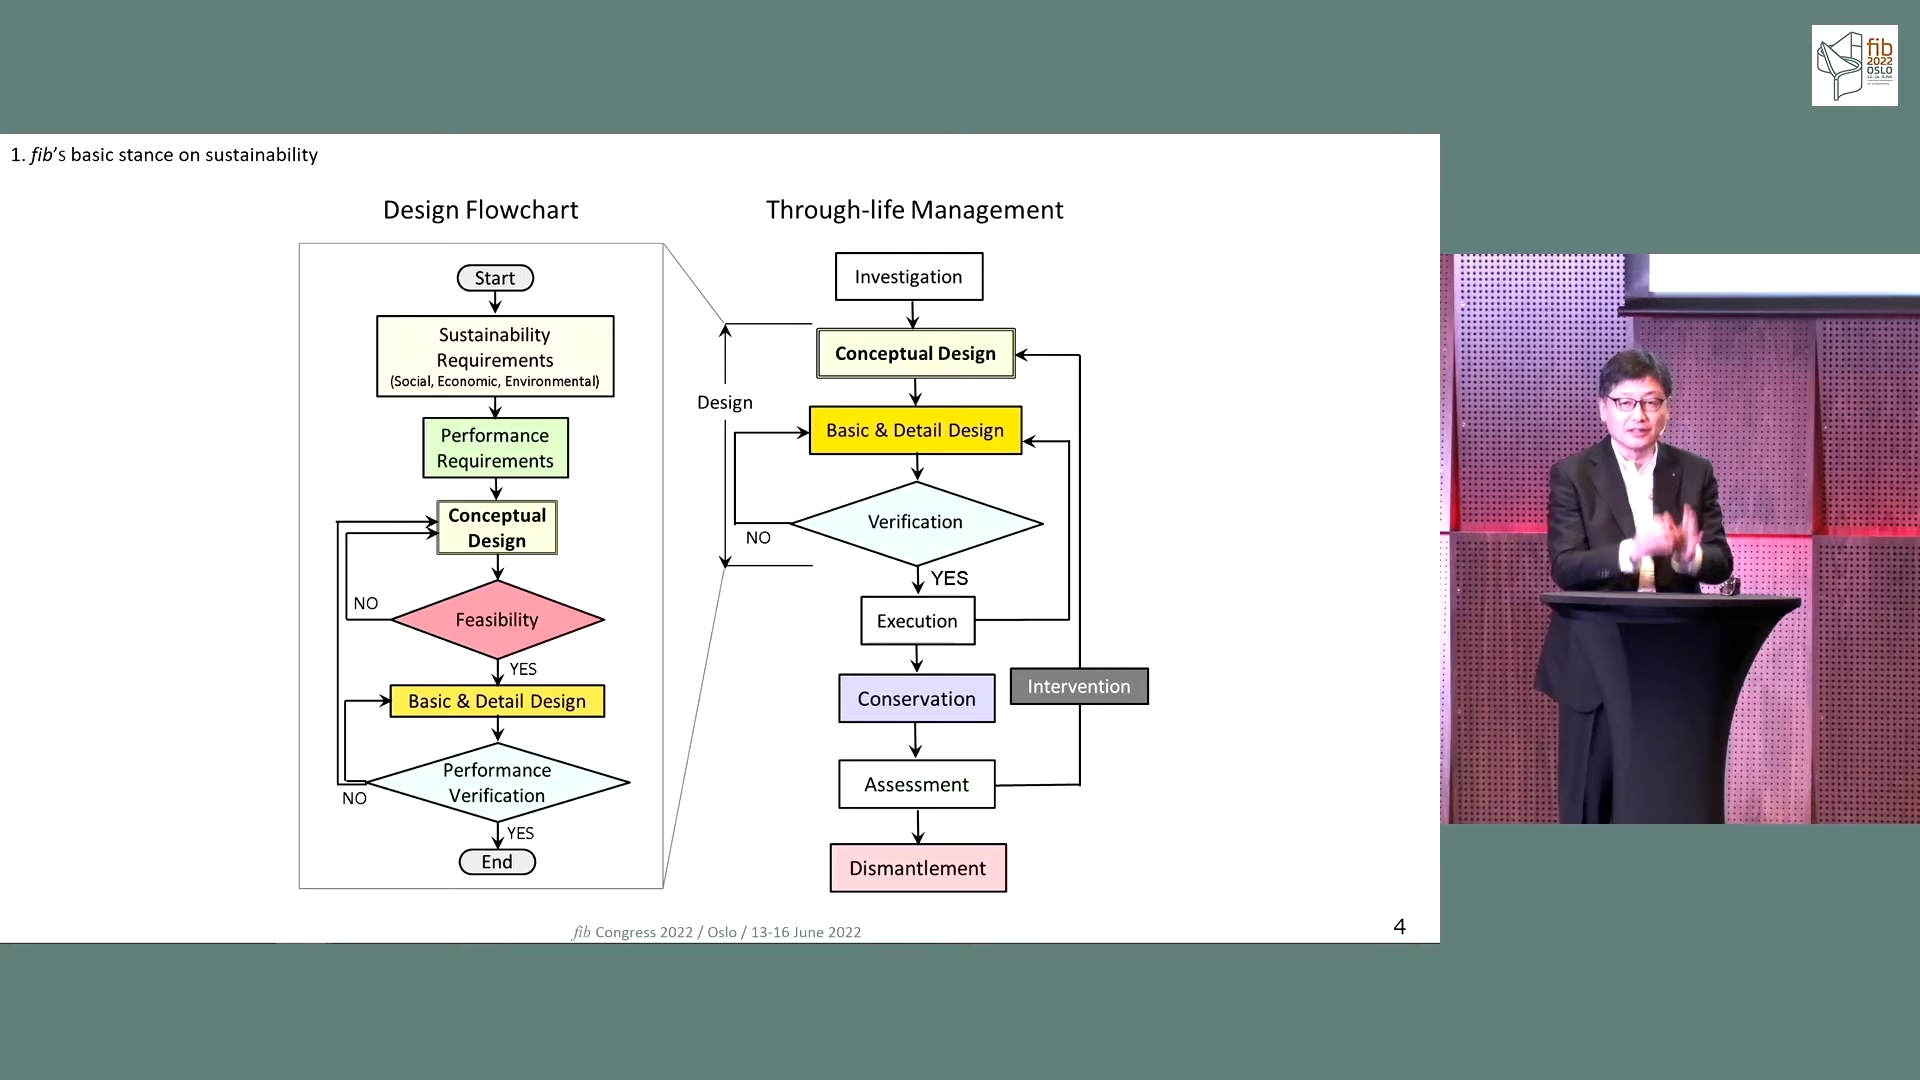 fib
2022
OSLO
1. fib's basic stance on sustainability
Design Flowchart
Start
Sustainability
Requirements
(Social, Economic, Environmental)
Performance
Requirements
Conceptual
Design
NO
Feasibility
YES
Basic & Detail Design
Performance
Verification
NO
YES
End
Through-life Management
Investigation
Conceptual Design
Design
Basic & Detail Design
Verification
NO
YES
Execution
Conservation
Intervention
Assessment
Dismantlement
fib Congress 2022 / Oslo / 13-16 June 2022
4